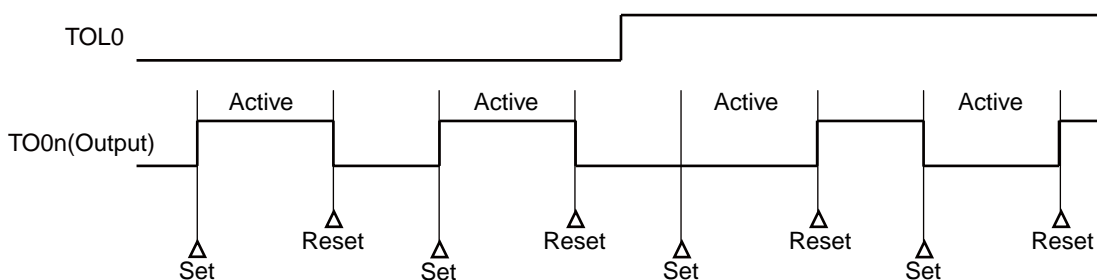 TOL0
Active Active Active Active
TO0n(Output)
Reset Reset Reset Reset
Set Set Set Set